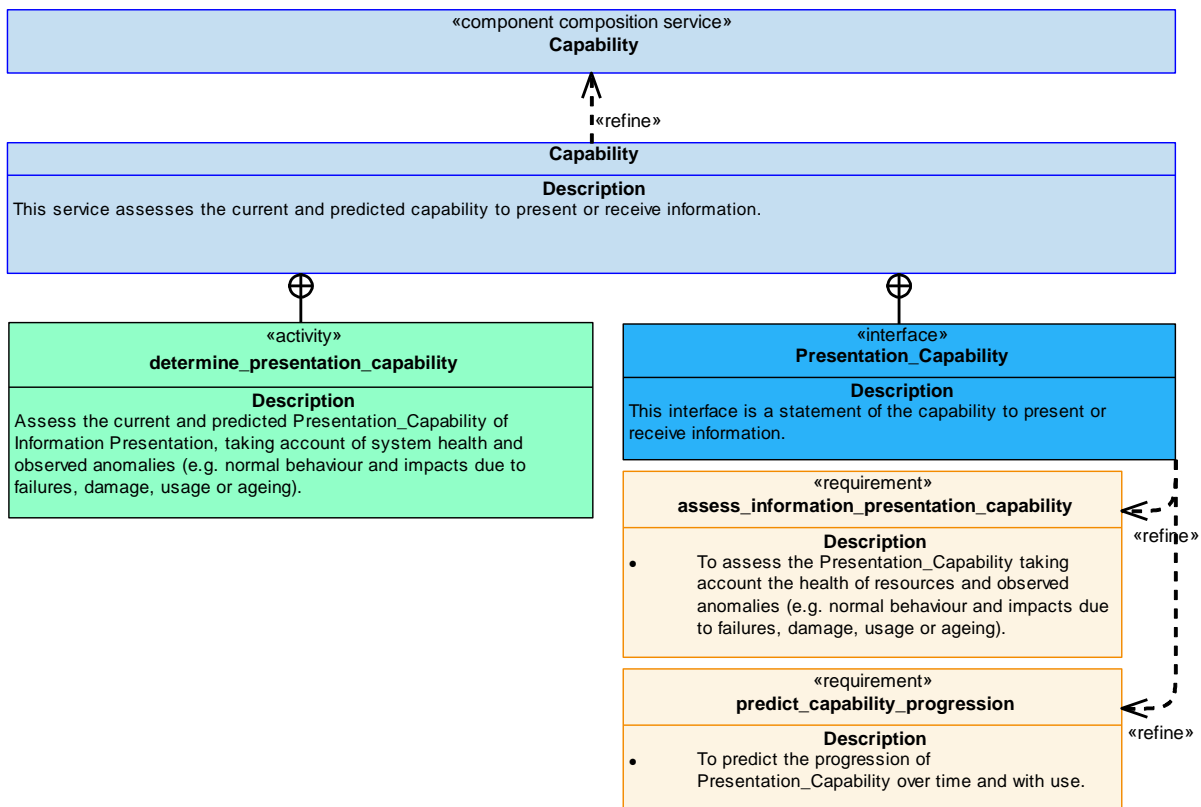 «component composition service»
Capability
«refine»
Capability
Description
This service assesses the current and predicted capability to present or receive information.
«activity»
determine_presentation_capability
Description
Assess the current and predicted Presentation_Capability of
Information Presentation, taking account of system health and
observed anomalies (e.g. normal behaviour and impacts due to
failures, damage, usage or ageing).
«interface»
Presentation_Capability
Description
This interface is a statement of the capability to present or
receive information.
«requirement»
assess_information_presentation_capability
Description
• To assess the Presentation_Capability taking
account the health of resources and observed
anomalies (e.g. normal behaviour and impacts due
to failures, damage, usage or ageing).
«refine»
«requirement»
predict_capability_progression
Description
• To predict the progression of
Presentation_Capability over time and with use.
«refine»